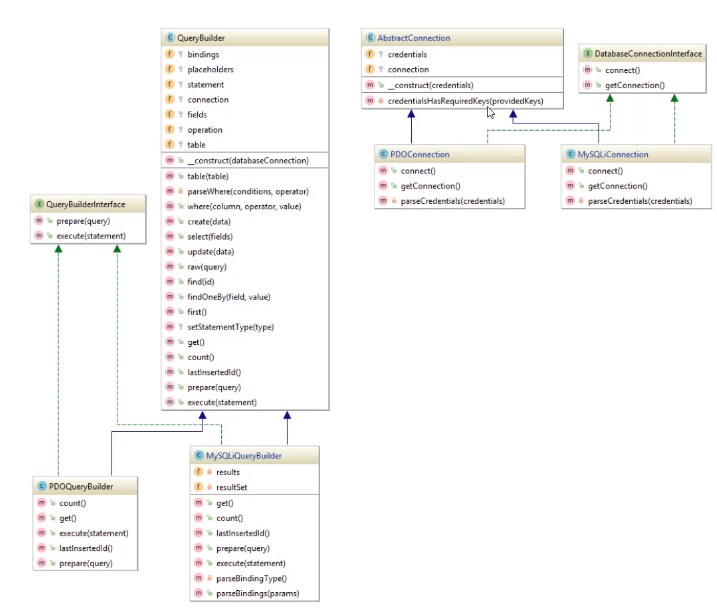 QueryBuilder
bindings
placeholders
statement
connection
fields
operation
table
__construct(databaseConnection)
table(table)
parseWhere(conditions, operator)
where(column, operator, value)
create(data)
select(fields)
update(data)
raw(query)
find(id)
findOneBy(field, value)
first()
setStatementType(type)
get()
count()
lastInsertedId()
prepare(query)
execute(statement)
AbstractConnection
credentials
connection
__construct(credentials)
credentialsHasRequiredKeys(providedKeys)
DatabaseConnectionInterface
connect()
getConnection()
PDOConnection
connect()
getConnection()
parseCredentials(credentials)
MySQLiConnection
connect()
getConnection()
parseCredentials(credentials)
QueryBuilderInterface
prepare(query)
execute(statement)
PDOQueryBuilder
count()
get()
execute(statement)
lastInsertedId()
prepare(query)
MySQLiQueryBuilder
results
resultSet
get()
count()
lastInsertedId()
prepare(query)
execute(statement)
parseBindingType()
parseBindings(params)